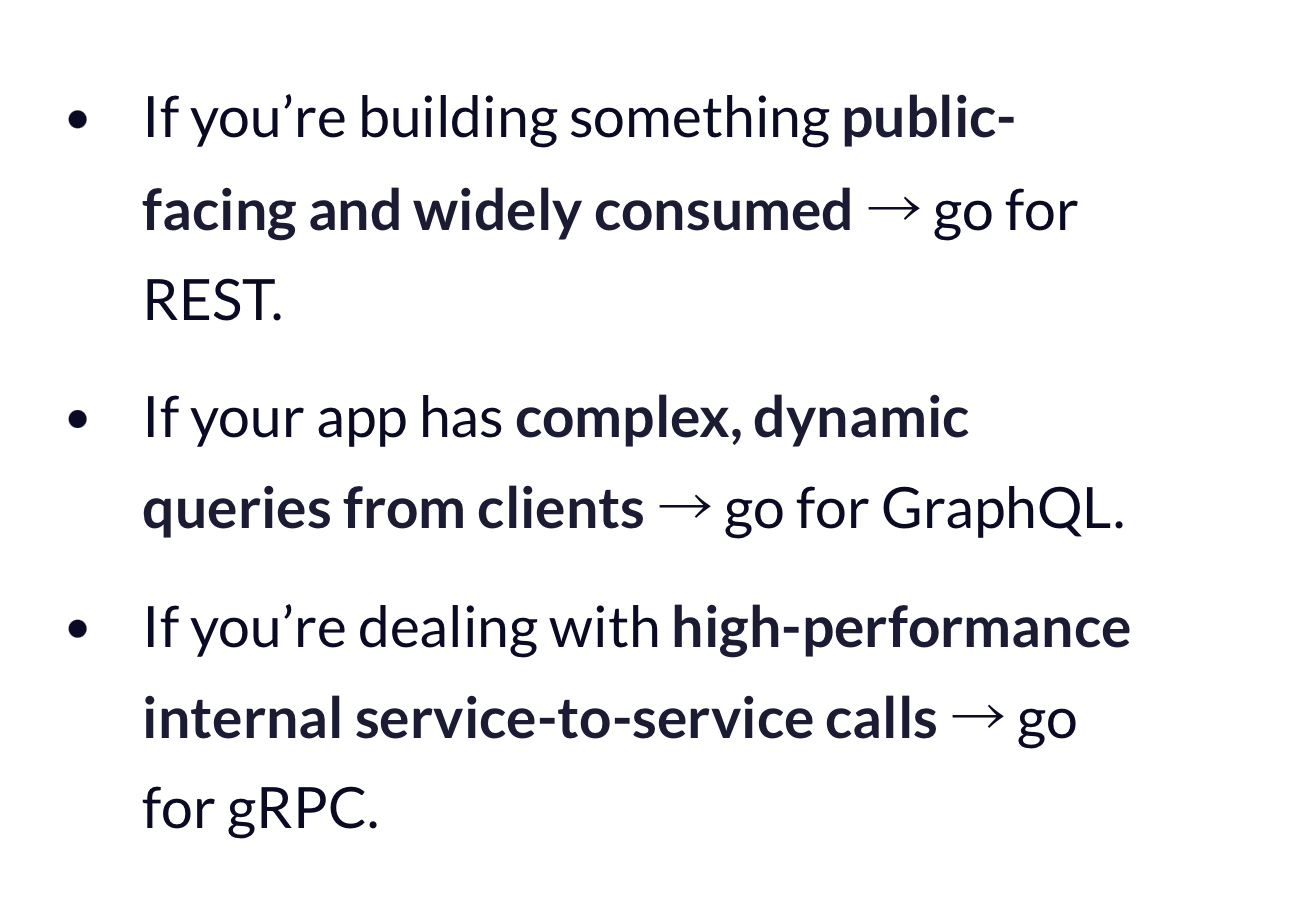 • If you’re building something public-
facing and widely consumed → go for
REST.
• If your app has complex, dynamic
queries from clients → go for GraphQL.
• If you’re dealing with high-performance
internal service-to-service calls → go
for gRPC.